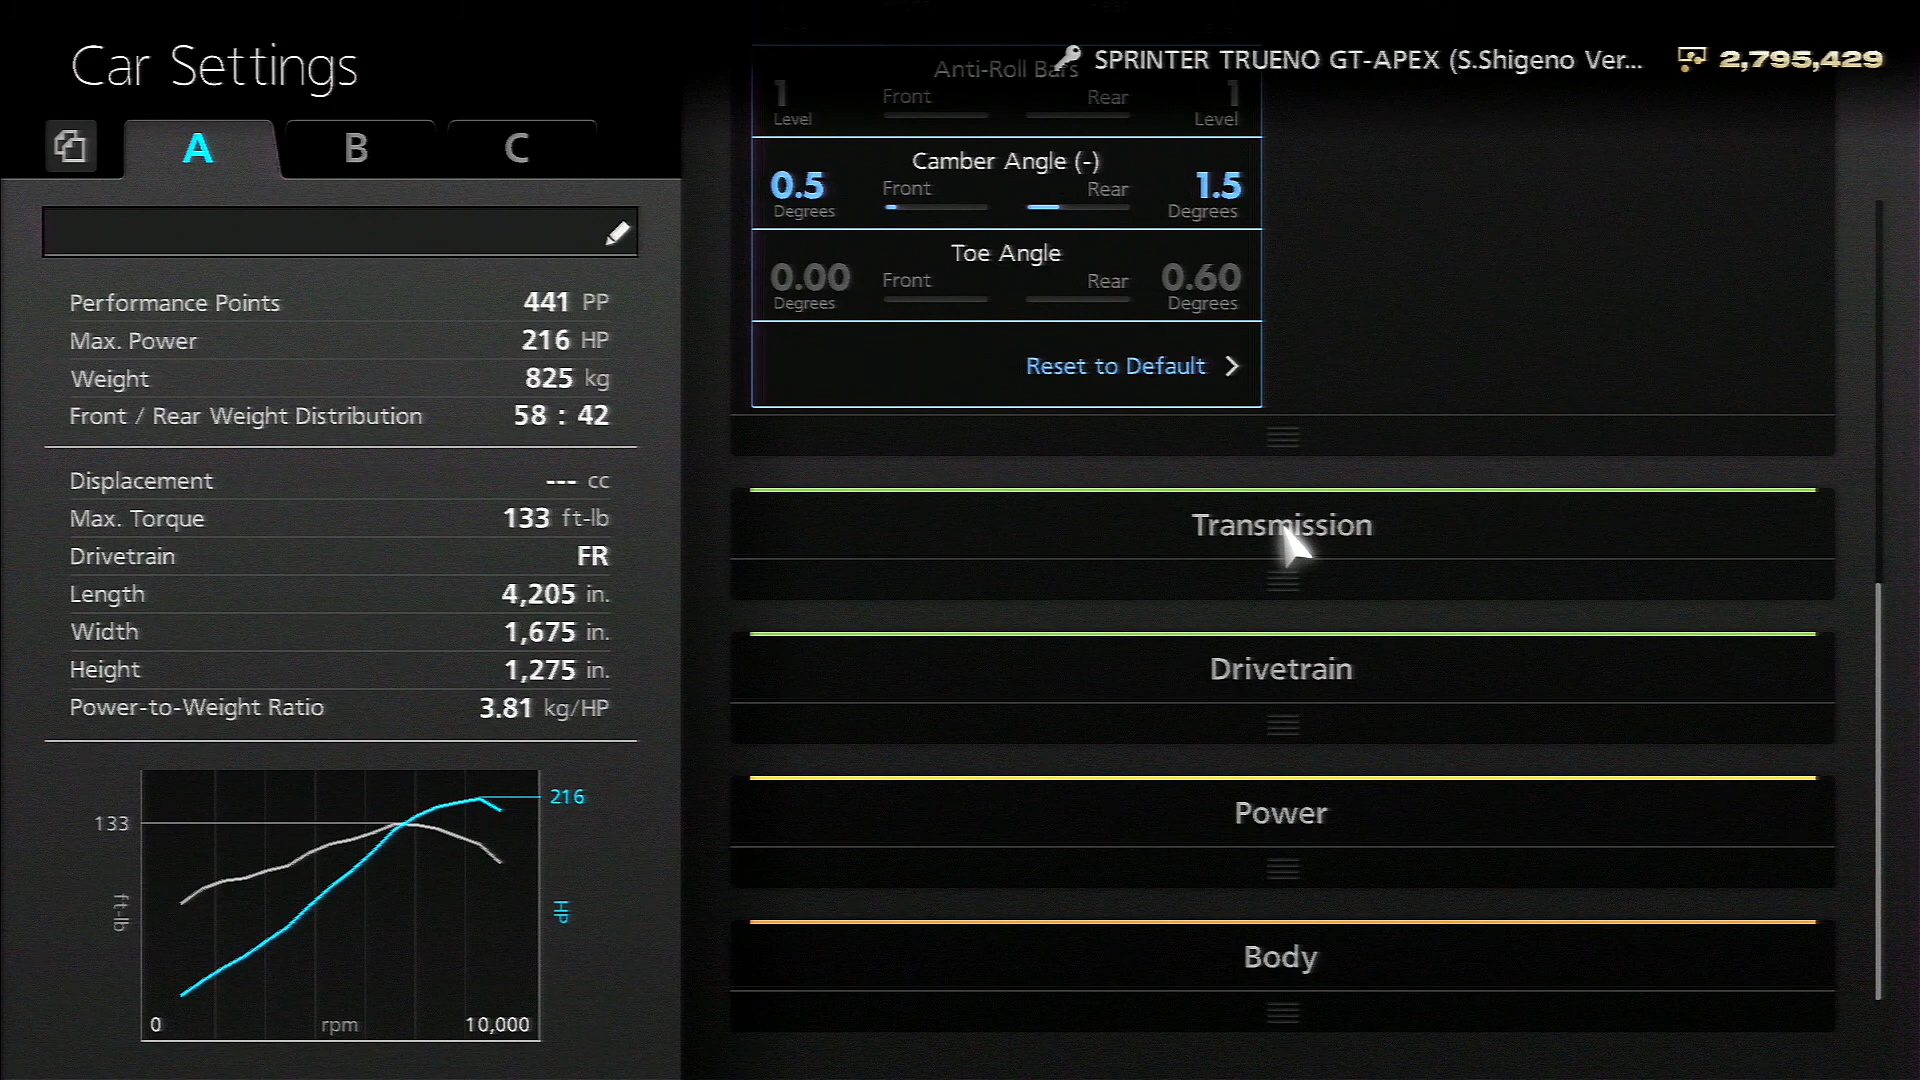 Car Settings
SPRINTER TRUENO GT-APEX (S.Shigeno Ver...
2,795,429
A
B
C
Performance Points 441 PP
Max. Power 216 HP
Weight 825 kg
Front / Rear Weight Distribution 58 : 42
Displacement --- cc
Max. Torque 133 ft-lb
Drivetrain FR
Length 4,205 in.
Width 1,675 in.
Height 1,275 in.
Power-to-Weight Ratio 3.81 kg/HP
216
133
ft-lb
HP
0 rpm 10,000
Anti-Roll Bars
1 Front Rear 1
Level Level
Camber Angle (-)
0.5 Front Rear 1.5
Degrees Degrees
Toe Angle
0.00 Front Rear 0.60
Degrees Degrees
Reset to Default
Transmission
Drivetrain
Power
Body